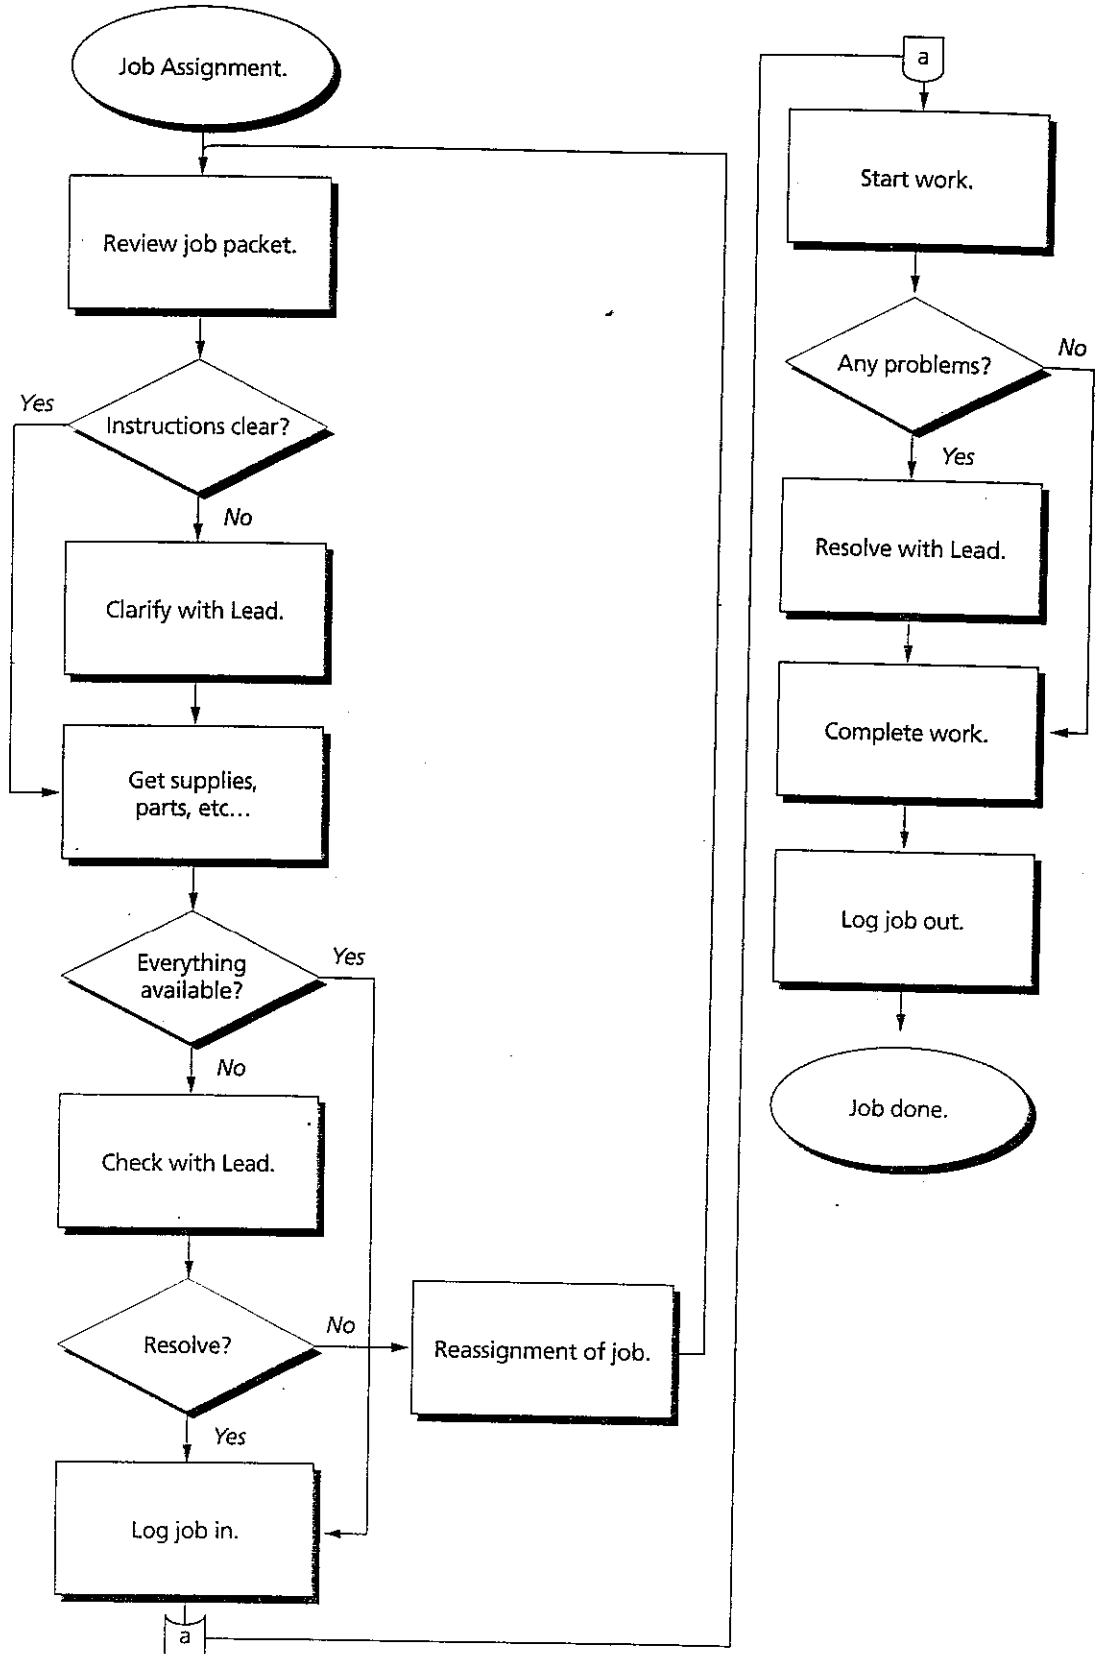 Job Assignment.
Review job packet.
Yes
Instructions clear?
No
Clarify with Lead.
Get supplies,
parts, etc...
Everything
available?
Yes
No
Check with Lead.
Resolve?
No
Reassignment of job.
Yes
Log job in.
a
a
Start work.
Any problems?
No
Yes
Resolve with Lead.
Complete work.
Log job out.
Job done.